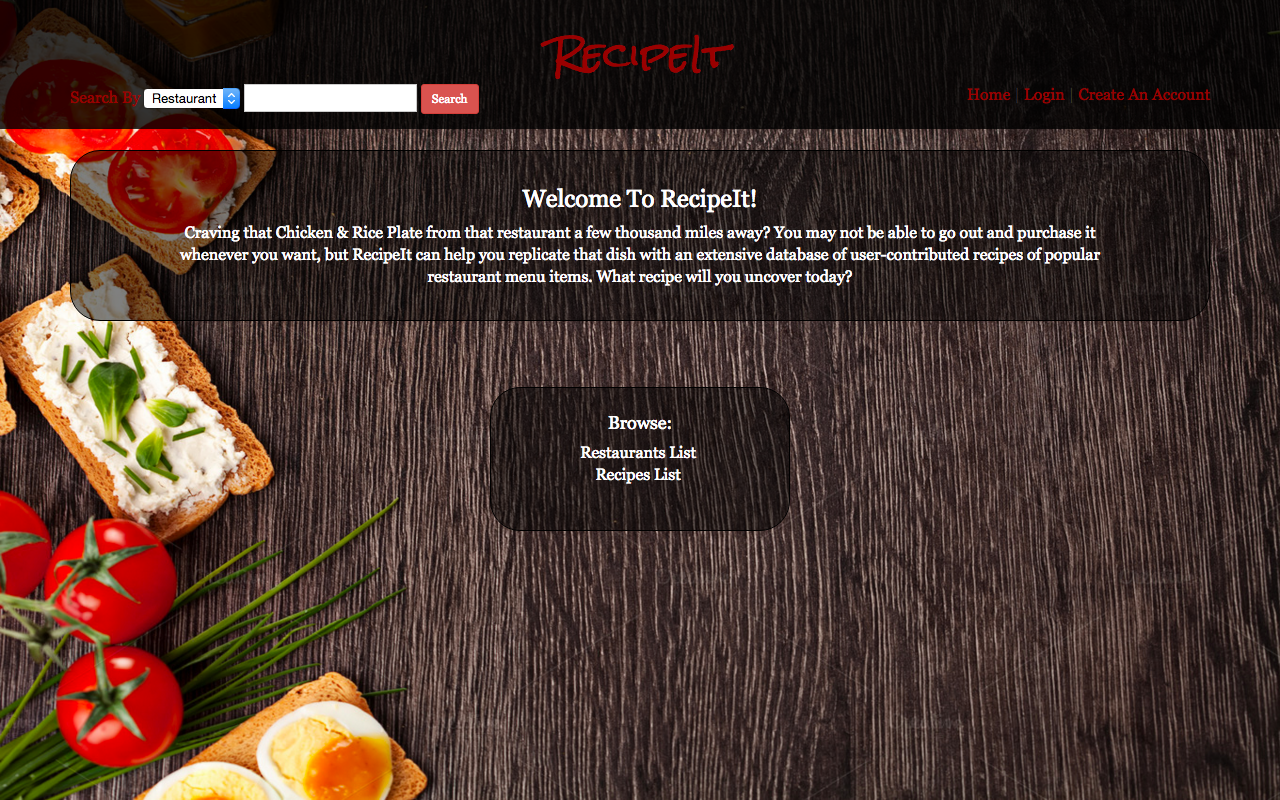 RecipeIt
Search By Restaurant Search
Home | Login | Create An Account
Welcome To RecipeIt!
Craving that Chicken & Rice Plate from that restaurant a few thousand miles away? You may not be able to go out and purchase it
whenever you want, but RecipeIt can help you replicate that dish with an extensive database of user-contributed recipes of popular
restaurant menu items. What recipe will you uncover today?
Browse:
Restaurants List
Recipes List